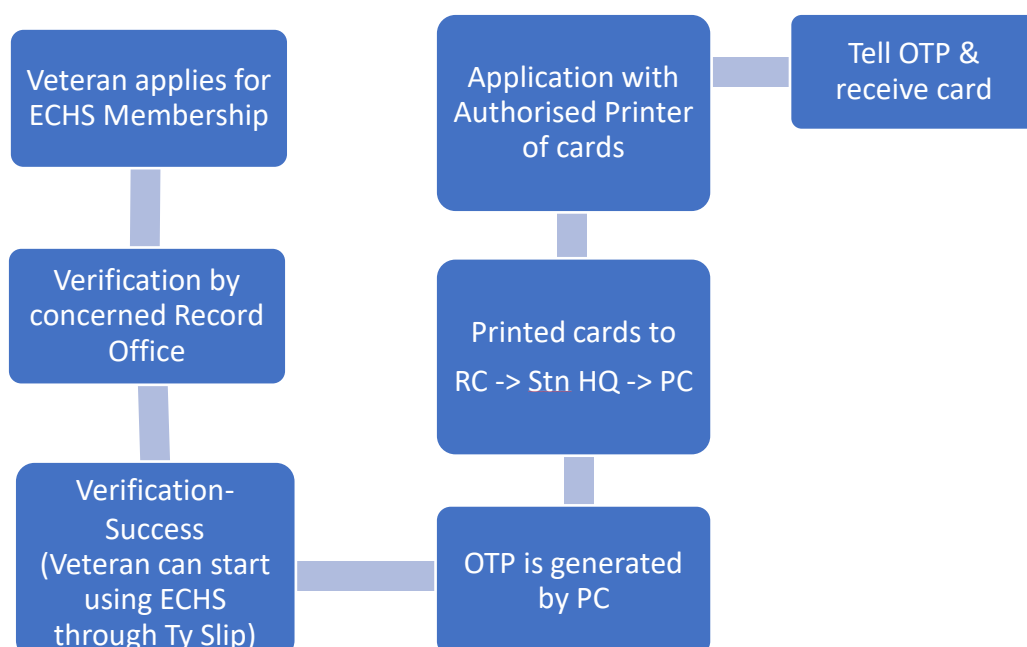 Veteran applies for
ECHS Membership
Verification by
concerned Record
Office
Verification-
Success
(Veteran can start
using ECHS
through Ty Slip)
OTP is generated
by PC
Printed cards to
RC -> Stn HQ -> PC
Application with
Authorised Printer
of cards
Tell OTP &
receive card